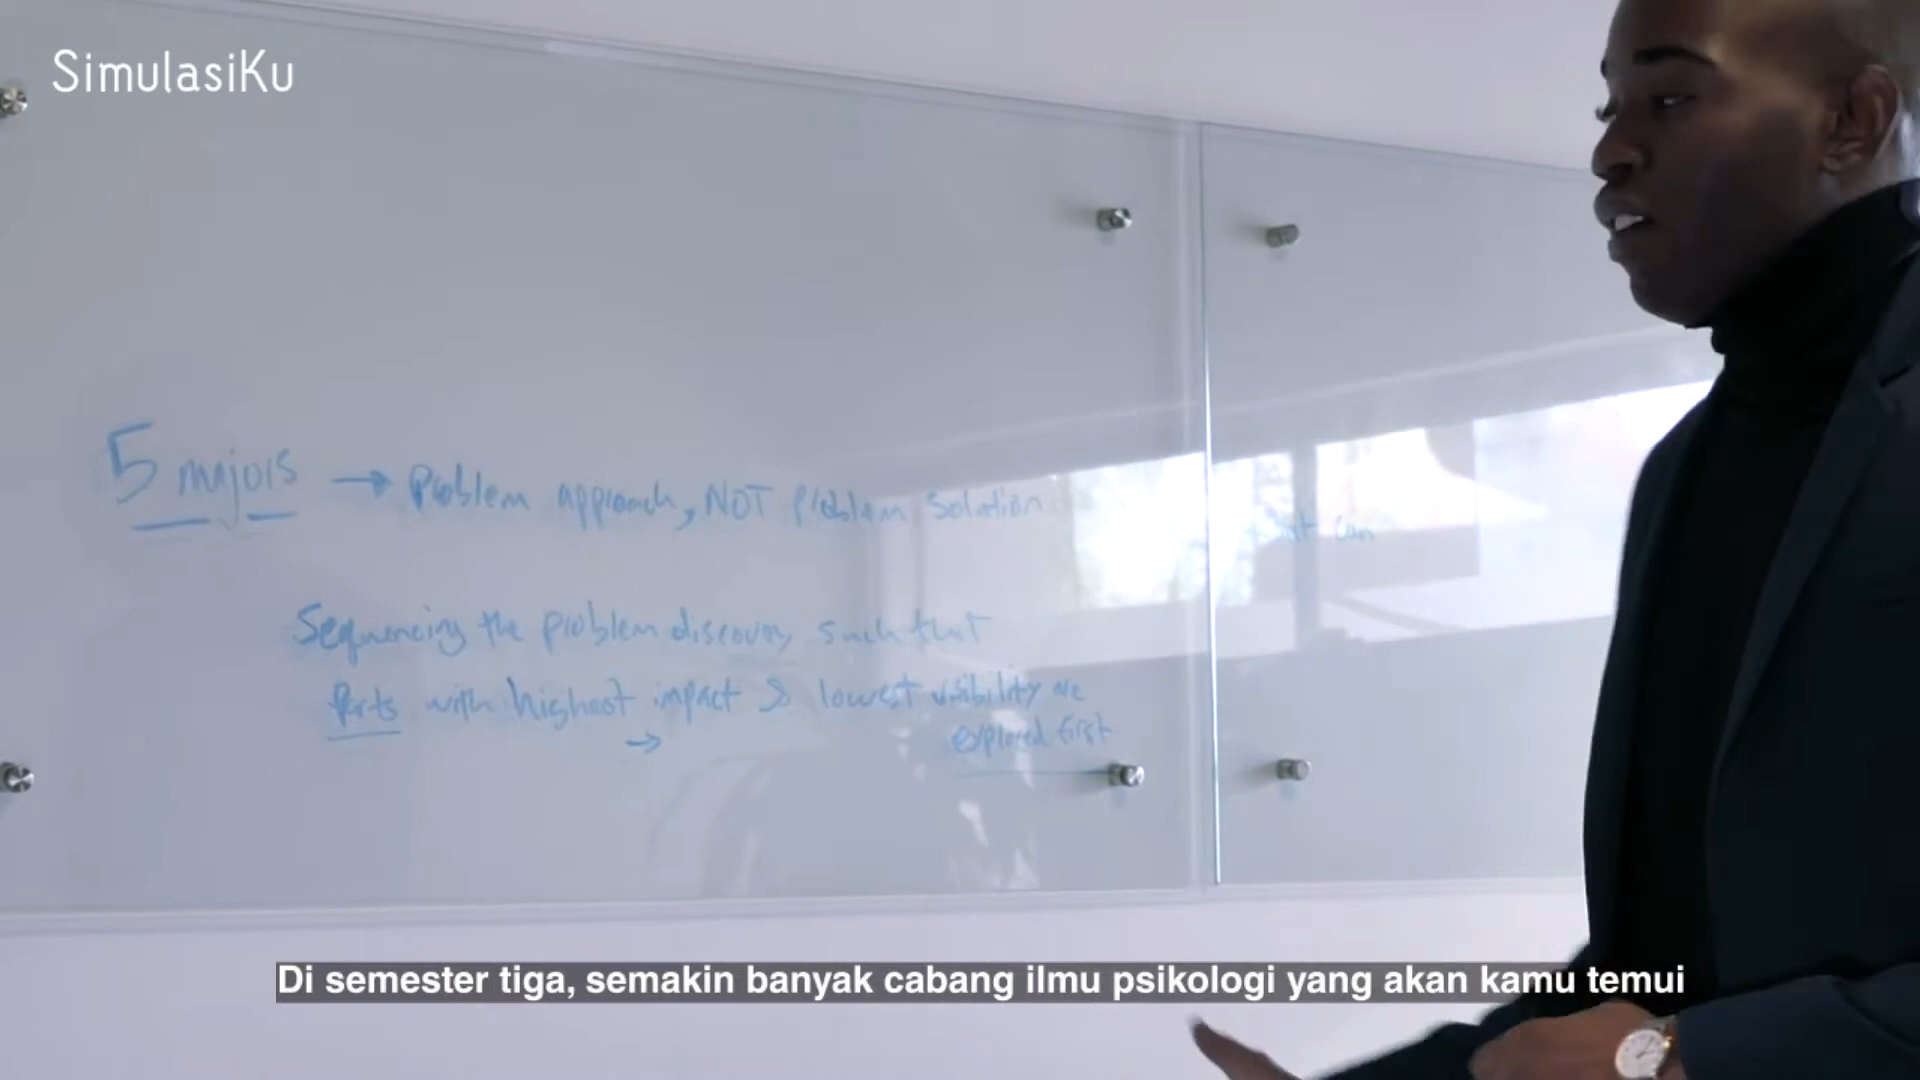 SimulasiKu
5 majors → Problem approach, NOT Problem solution
can
Sequencing the problem discovery such that
Parts with highest impact & lowest visibility are
→ explored first
Di semester tiga, semakin banyak cabang ilmu psikologi yang akan kamu temui